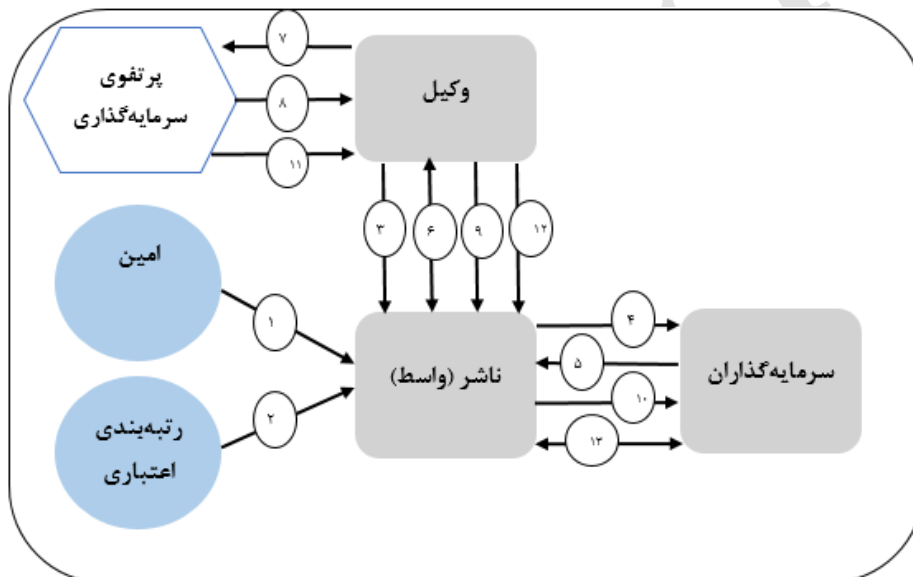 ۷
پرتفوی
سرمایه‌گذاری
۸
۱۱
وکیل
۳
۶
۹
۱۲
امین
۱
رتبه‌بندی
اعتباری
۲
ناشر (واسط)
۴
۵
۱۰
۱۳
سرمایه‌گذاران